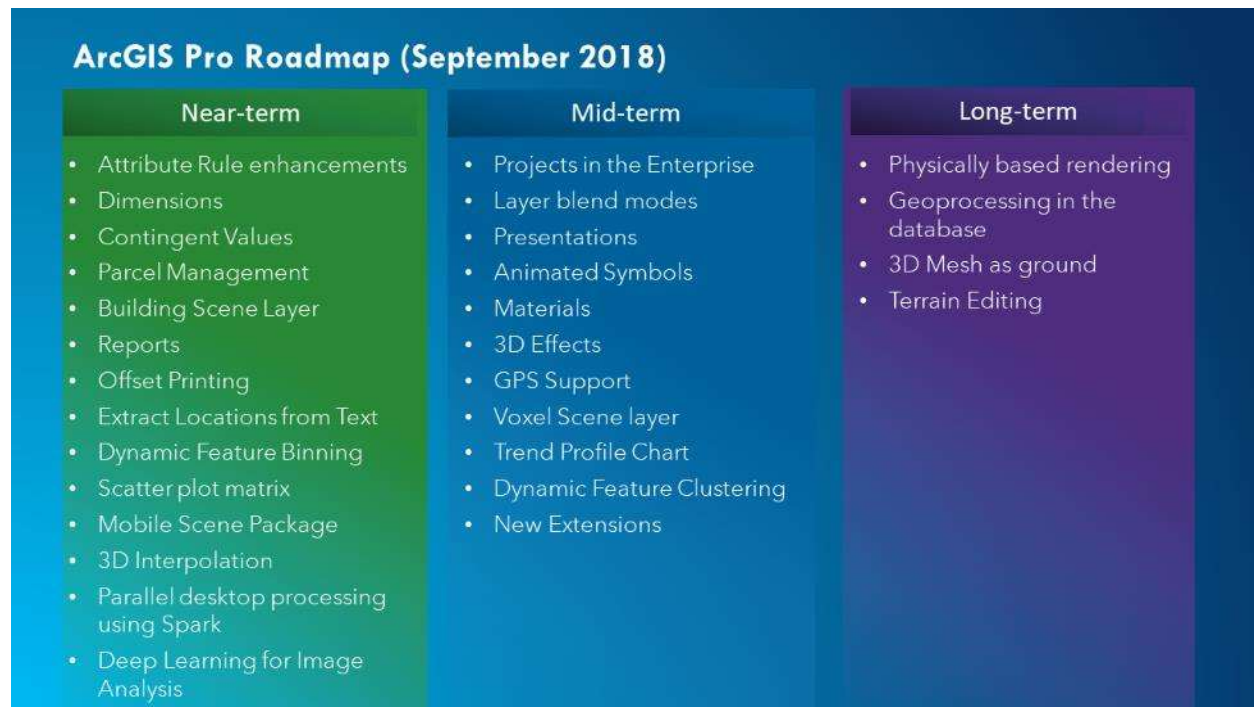 ArcGIS Pro Roadmap (September 2018)
Near-term
• Attribute Rule enhancements
• Dimensions
• Contingent Values
• Parcel Management
• Building Scene Layer
• Reports
• Offset Printing
• Extract Locations from Text
• Dynamic Feature Binning
• Scatter plot matrix
• Mobile Scene Package
• 3D Interpolation
• Parallel desktop processing
using Spark
• Deep Learning for Image
Analysis
Mid-term
• Projects in the Enterprise
• Layer blend modes
• Presentations
• Animated Symbols
• Materials
• 3D Effects
• GPS Support
• Voxel Scene layer
• Trend Profile Chart
• Dynamic Feature Clustering
• New Extensions
Long-term
• Physically based rendering
• Geoprocessing in the
database
• 3D Mesh as ground
• Terrain Editing